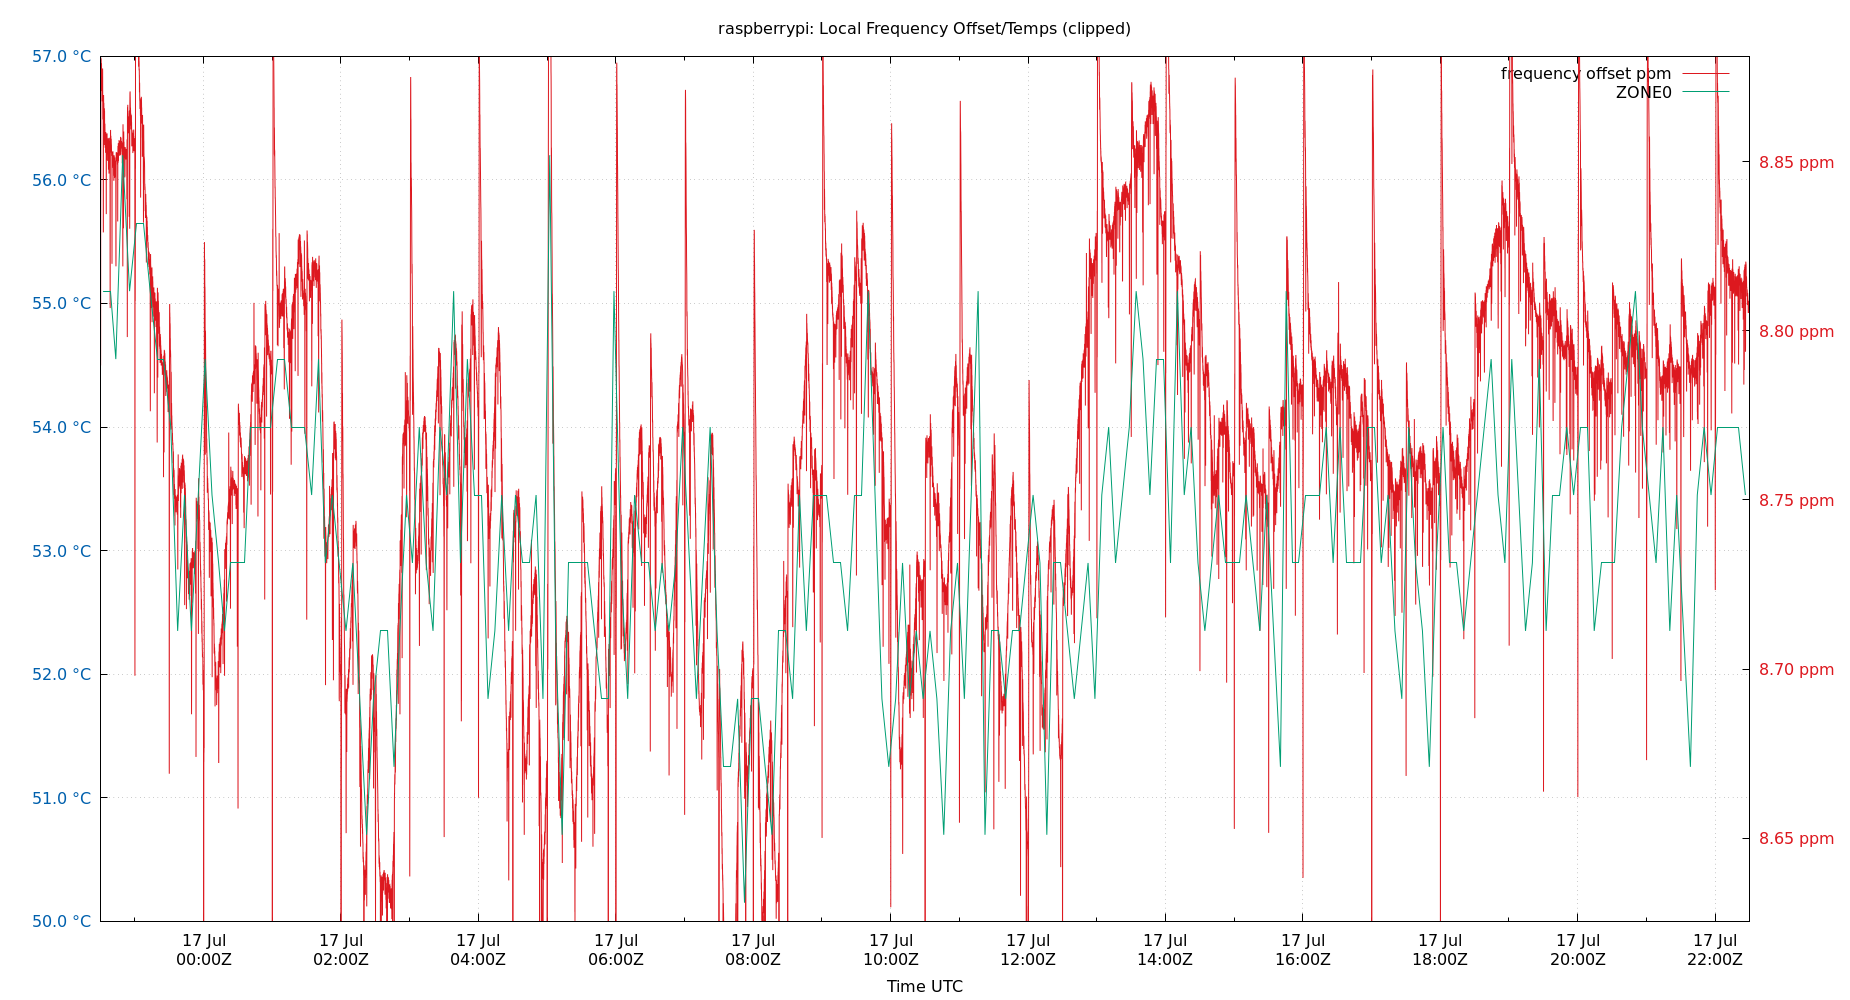 raspberrypi: Local Frequency Offset/Temps (clipped)
57.0 °C
56.0 °C
55.0 °C
54.0 °C
53.0 °C
52.0 °C
51.0 °C
50.0 °C
frequency offset ppm
ZONE0
8.85 ppm
8.80 ppm
8.75 ppm
8.70 ppm
8.65 ppm
17 Jul 17 Jul 17 Jul 17 Jul 17 Jul 17 Jul 17 Jul 17 Jul 17 Jul 17 Jul 17 Jul 17 Jul
00:00Z 02:00Z 04:00Z 06:00Z 08:00Z 10:00Z 12:00Z 14:00Z 16:00Z 18:00Z 20:00Z 22:00Z
Time UTC